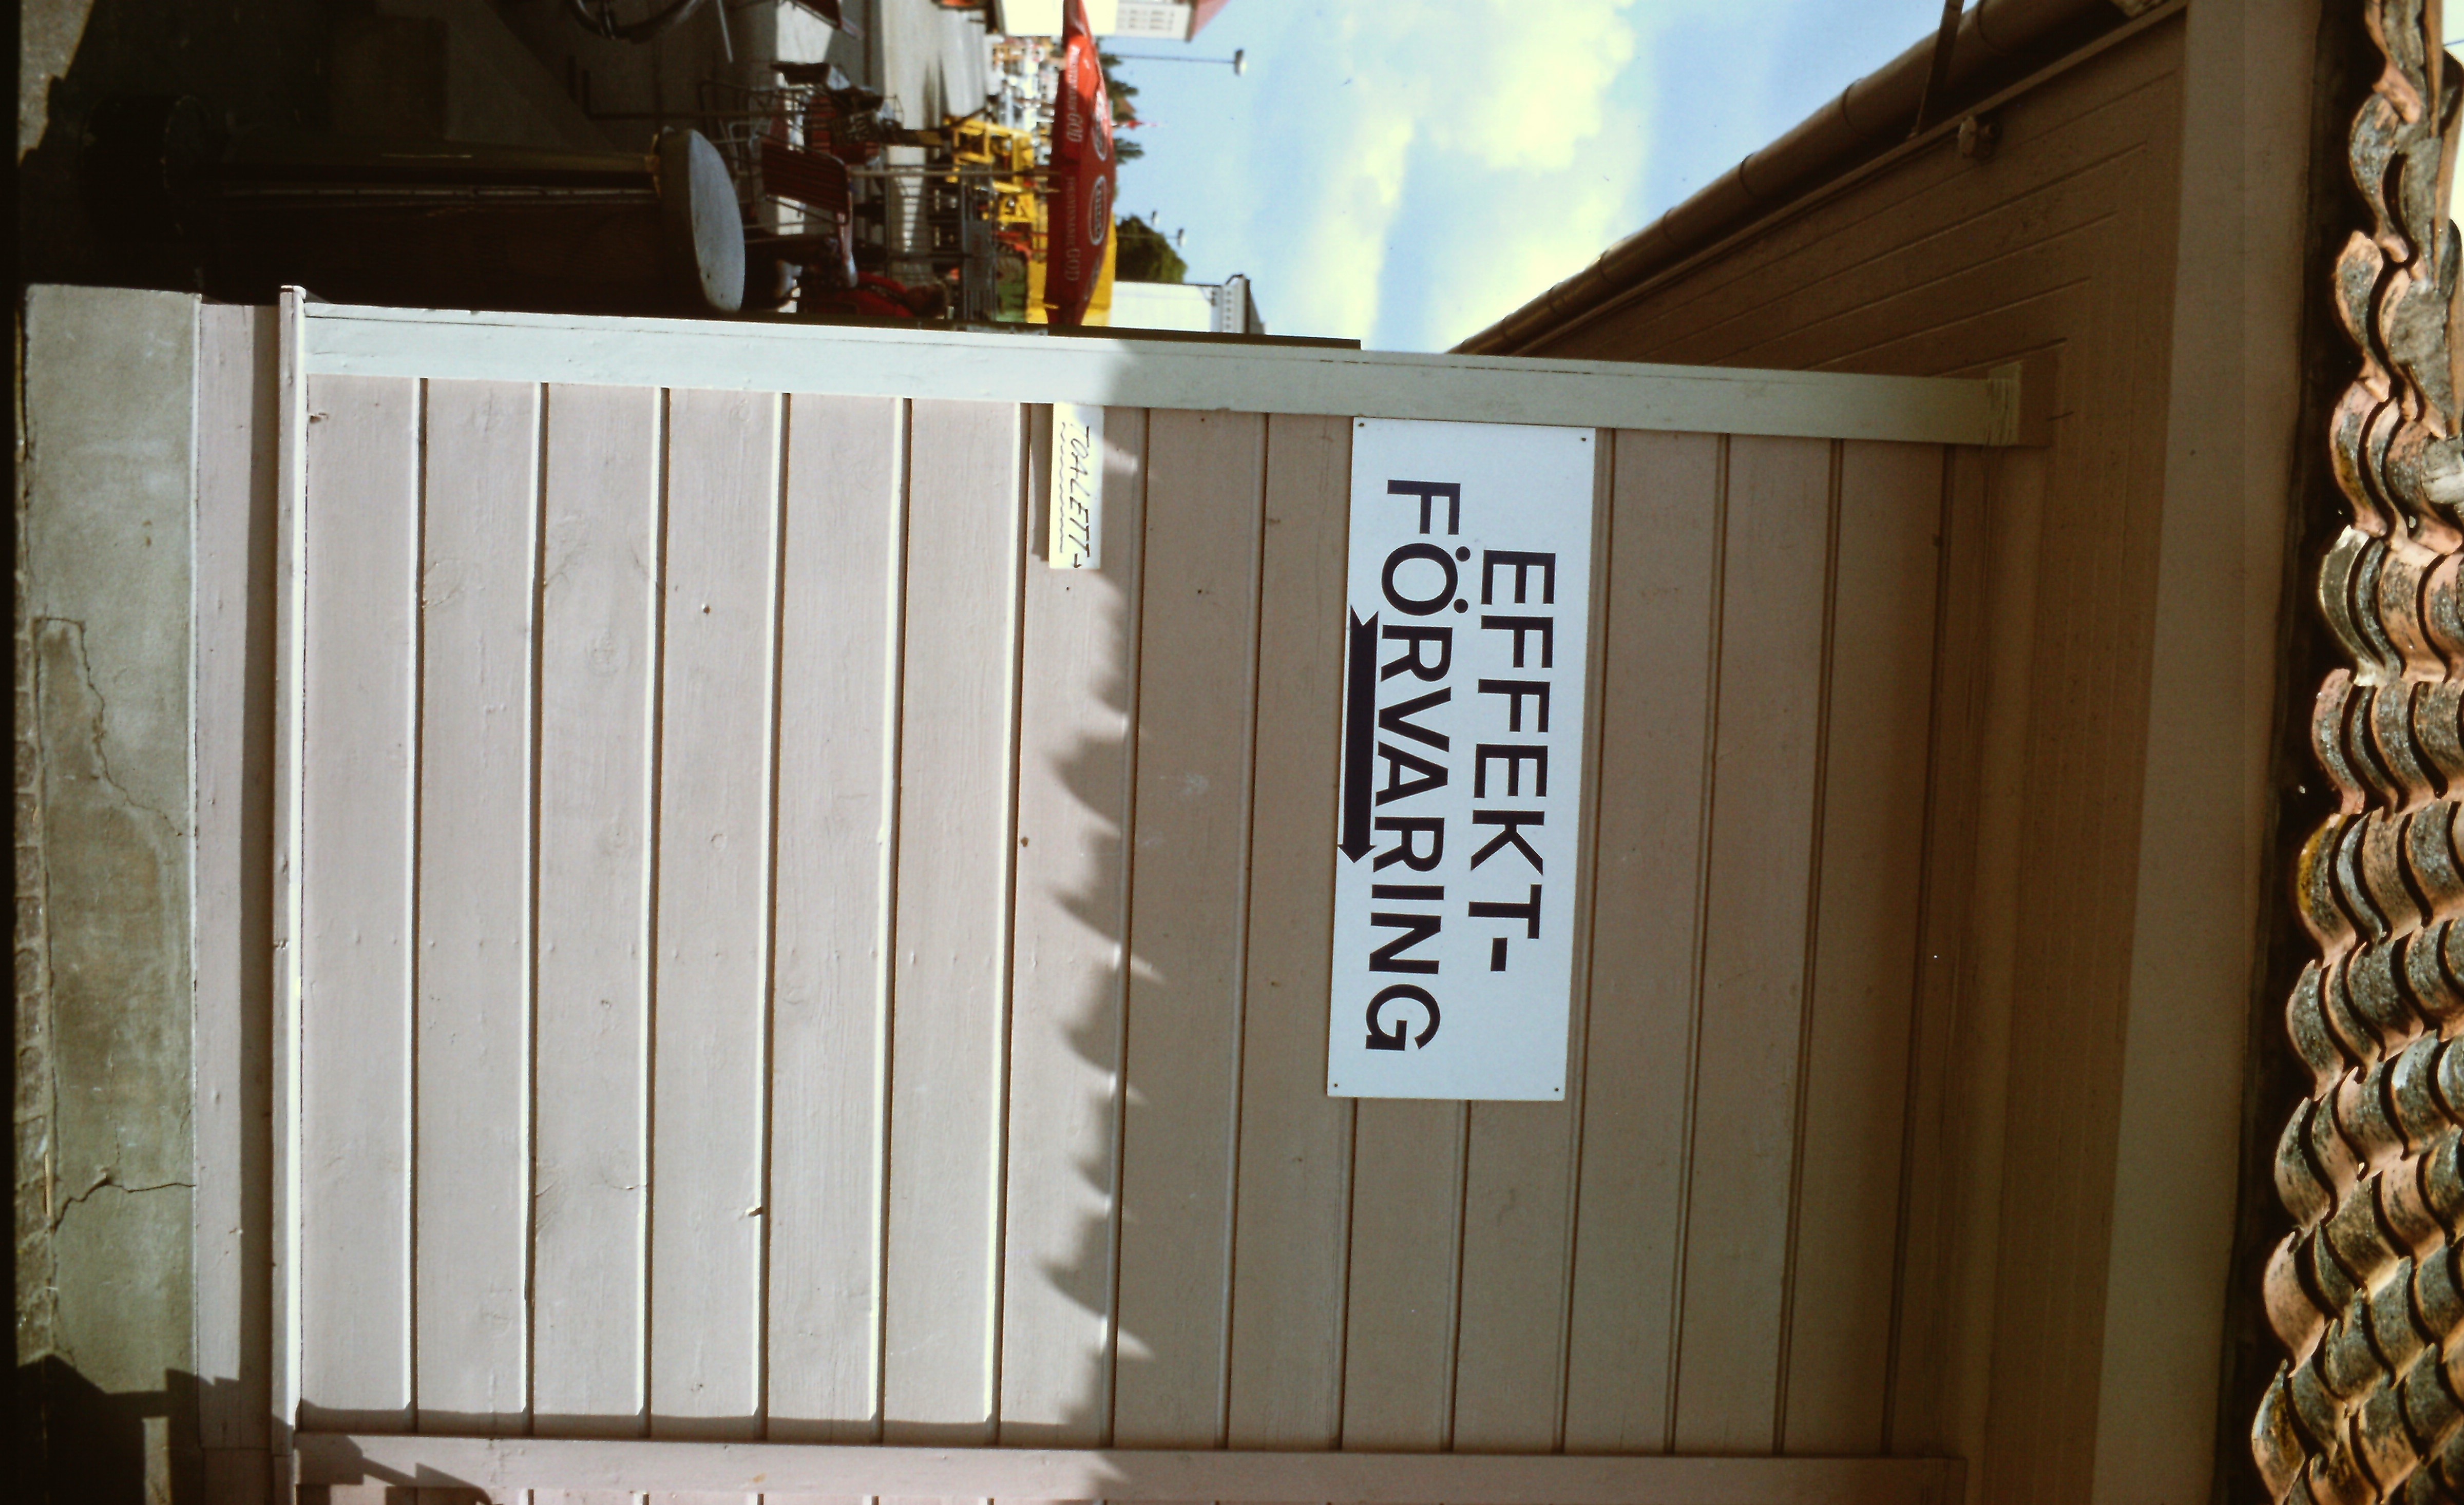 EFFEKT-
FÖRVARING
TOALETT→